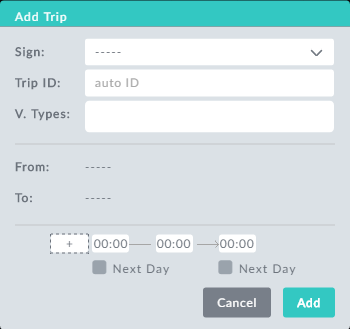 Add Trip
Sign: -----
Trip ID: auto ID
V. Types:
From: -----
To: -----
+ 00:00 00:00 00:00
Next Day Next Day
Cancel Add